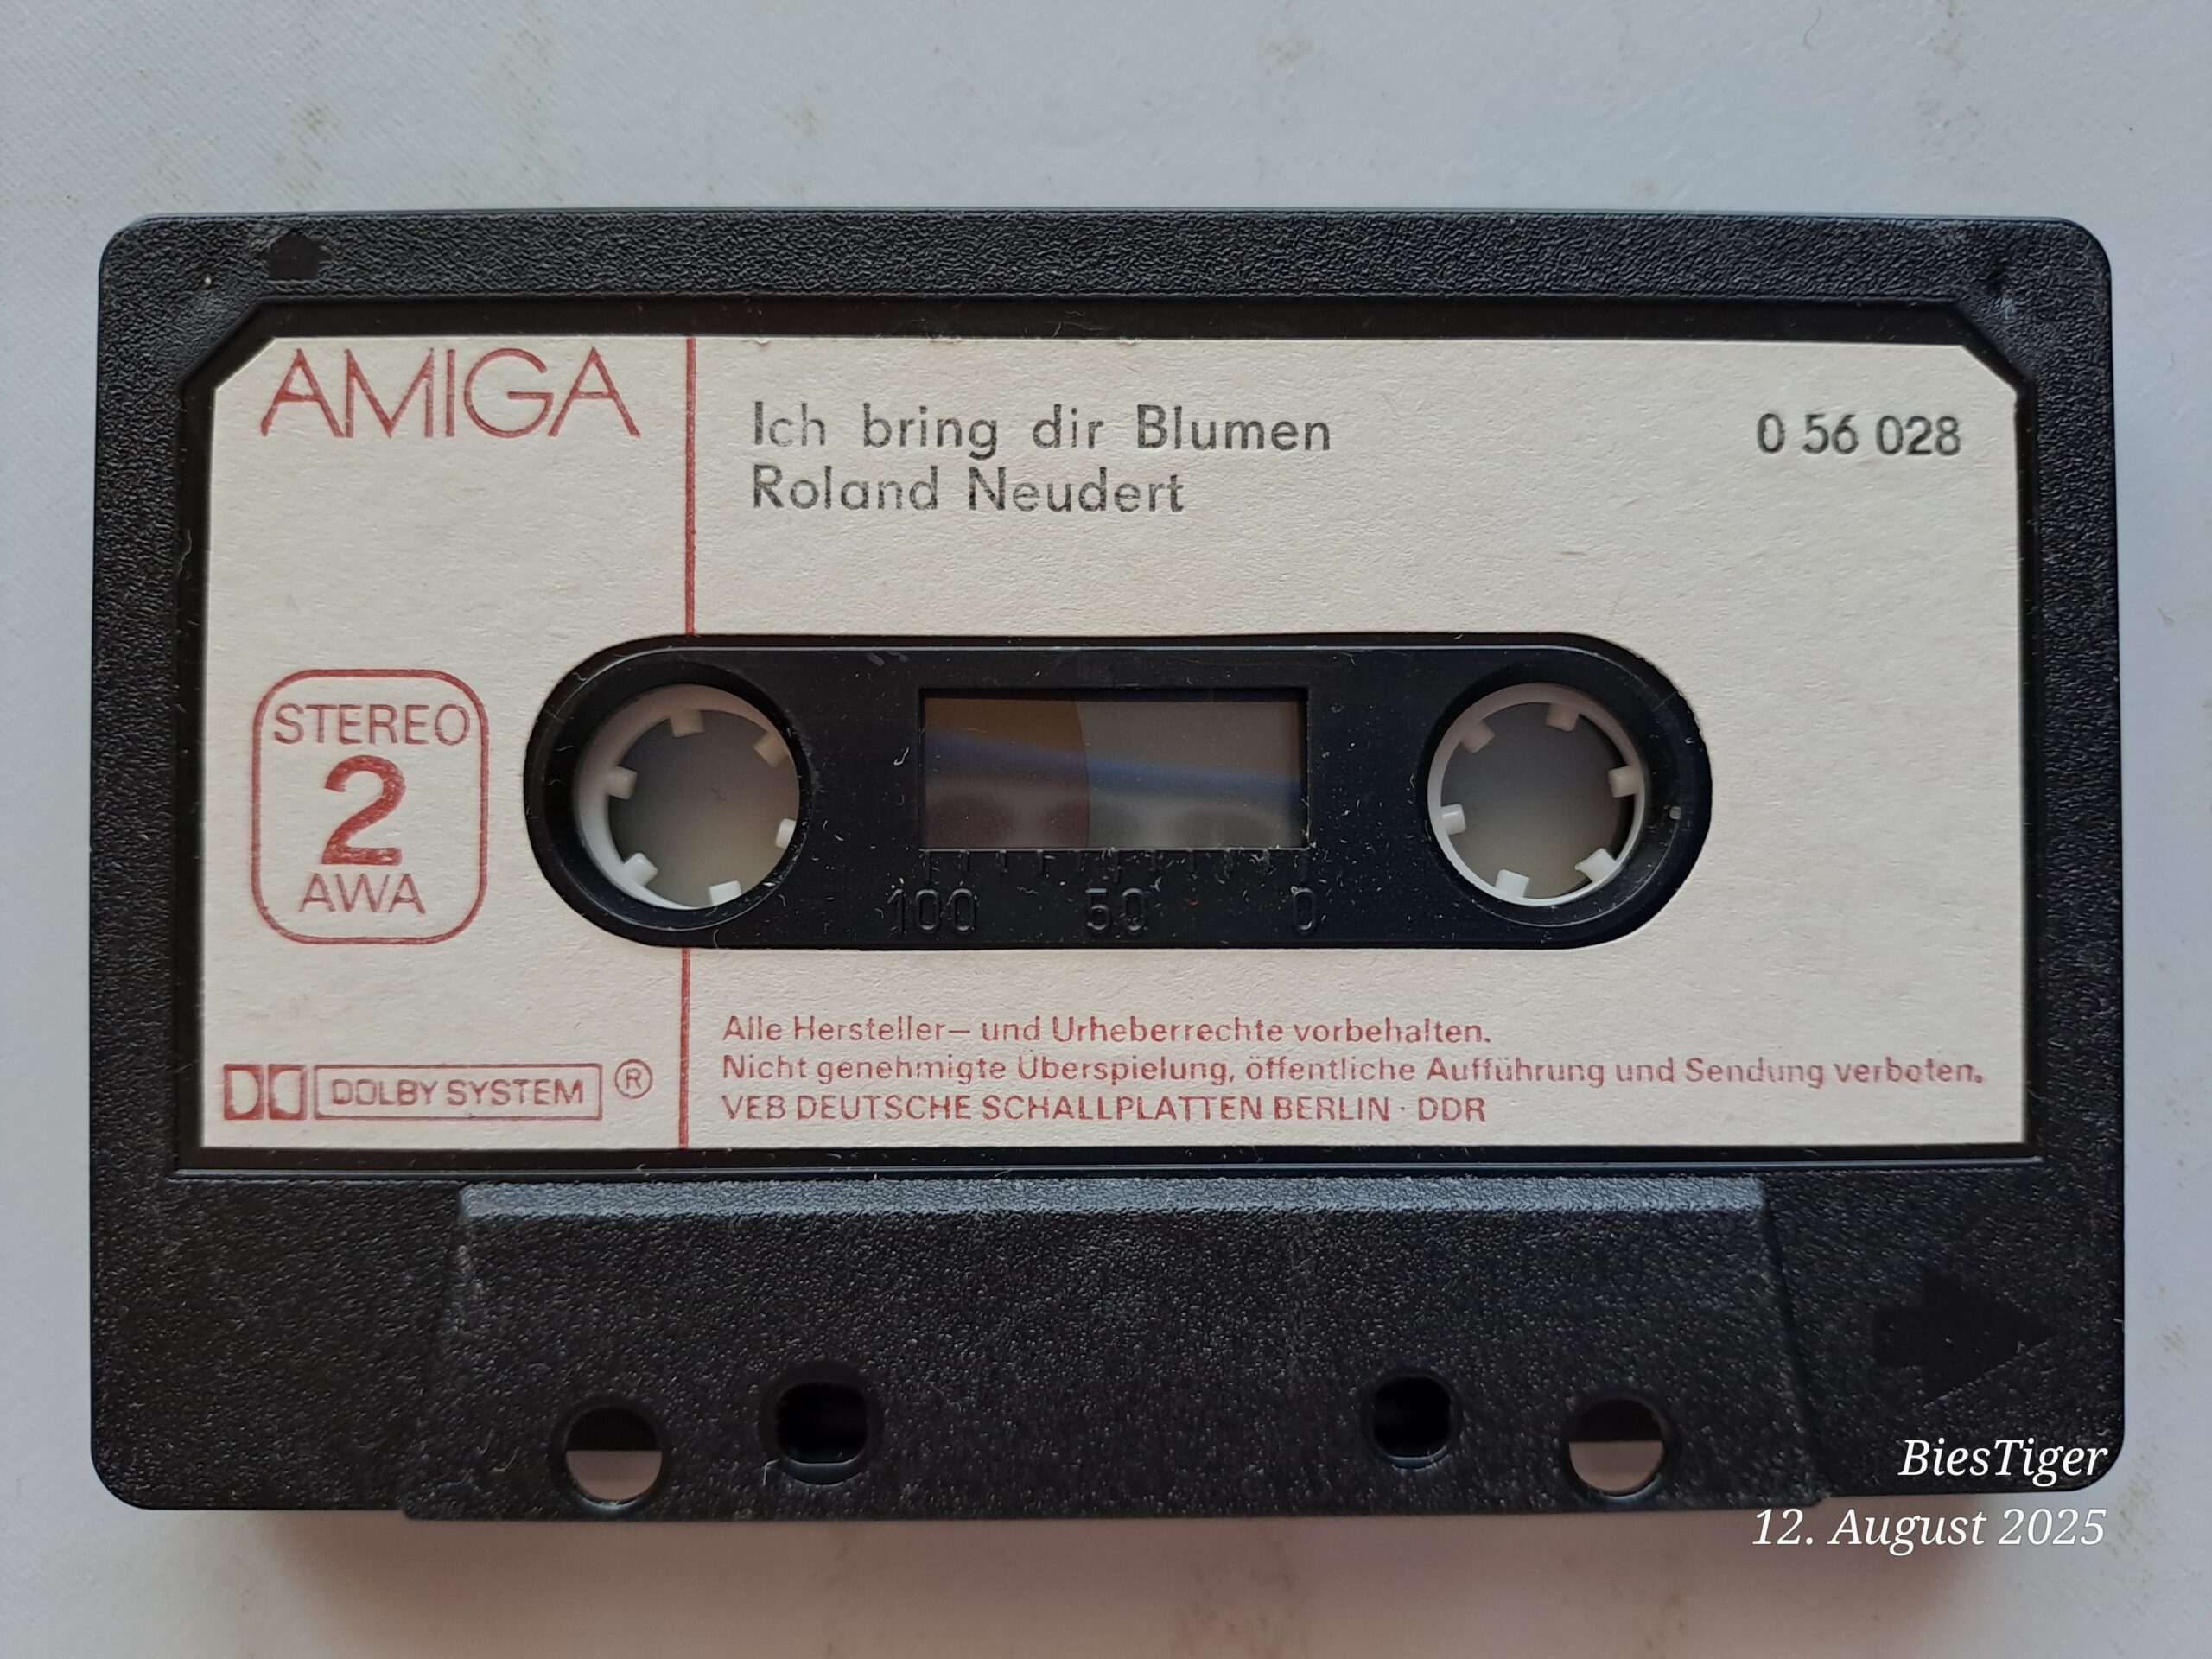 AMIGA
Ich bring dir Blumen
Roland Neudert
0 56 028
STEREO
2
AWA
100 50 0
DOLBY SYSTEM ®
Alle Hersteller– und Urheberrechte vorbehalten.
Nicht genehmigte Überspielung, öffentliche Aufführung und Sendung verboten.
VEB DEUTSCHE SCHALLPLATTEN BERLIN · DDR
BiesTiger
12. August 2025